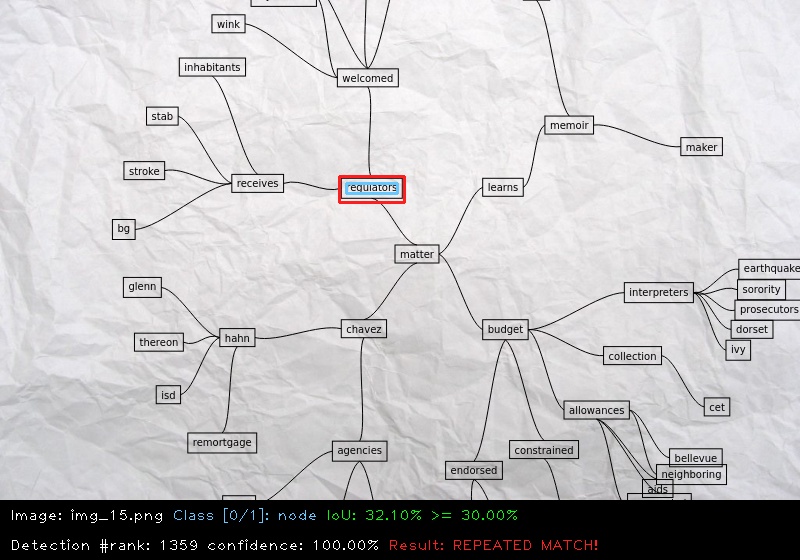 wink
welcomed
inhabitants
stab
memoir
maker
stroke
receives
regulators
learns
bg
matter
glenn
earthquake
sorority
interpreters
prosecutors
dorset
ivy
thereon
hahn
chavez
budget
collection
isd
cet
allowances
remortgage
agencies
constrained
bellevue
endorsed
neighboring
aids
Image: img_15.png Class [0/1]: node IoU: 32.10% >= 30.00%
Detection #rank: 1359 confidence: 100.00% Result: REPEATED MATCH!